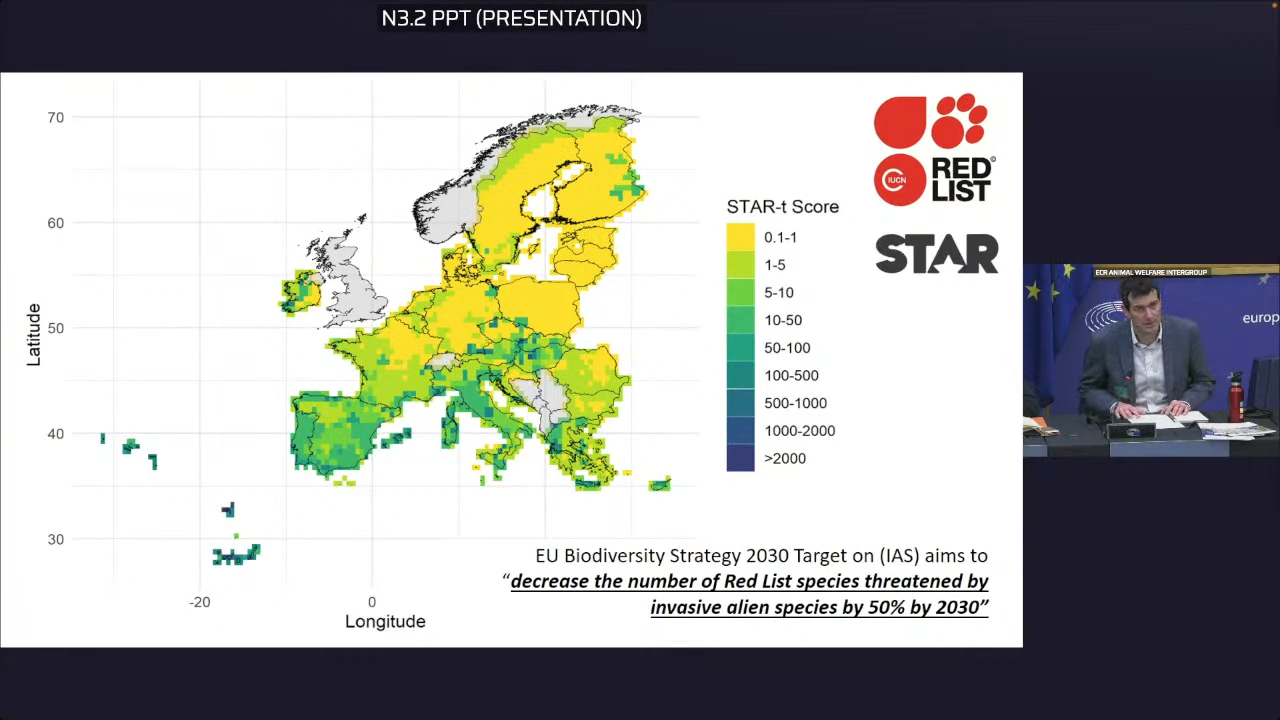 N3.2 PPT (PRESENTATION)
70
60
50
40
30
Latitude
-20
0
Longitude
STAR-t Score
0.1-1
1-5
5-10
10-50
50-100
100-500
500-1000
1000-2000
>2000
IUCN
RED
LIST
STAR
EU Biodiversity Strategy 2030 Target on (IAS) aims to
“decrease the number of Red List species threatened by
invasive alien species by 50% by 2030”
ECR ANIMAL WELFARE INTERGROUP
europ